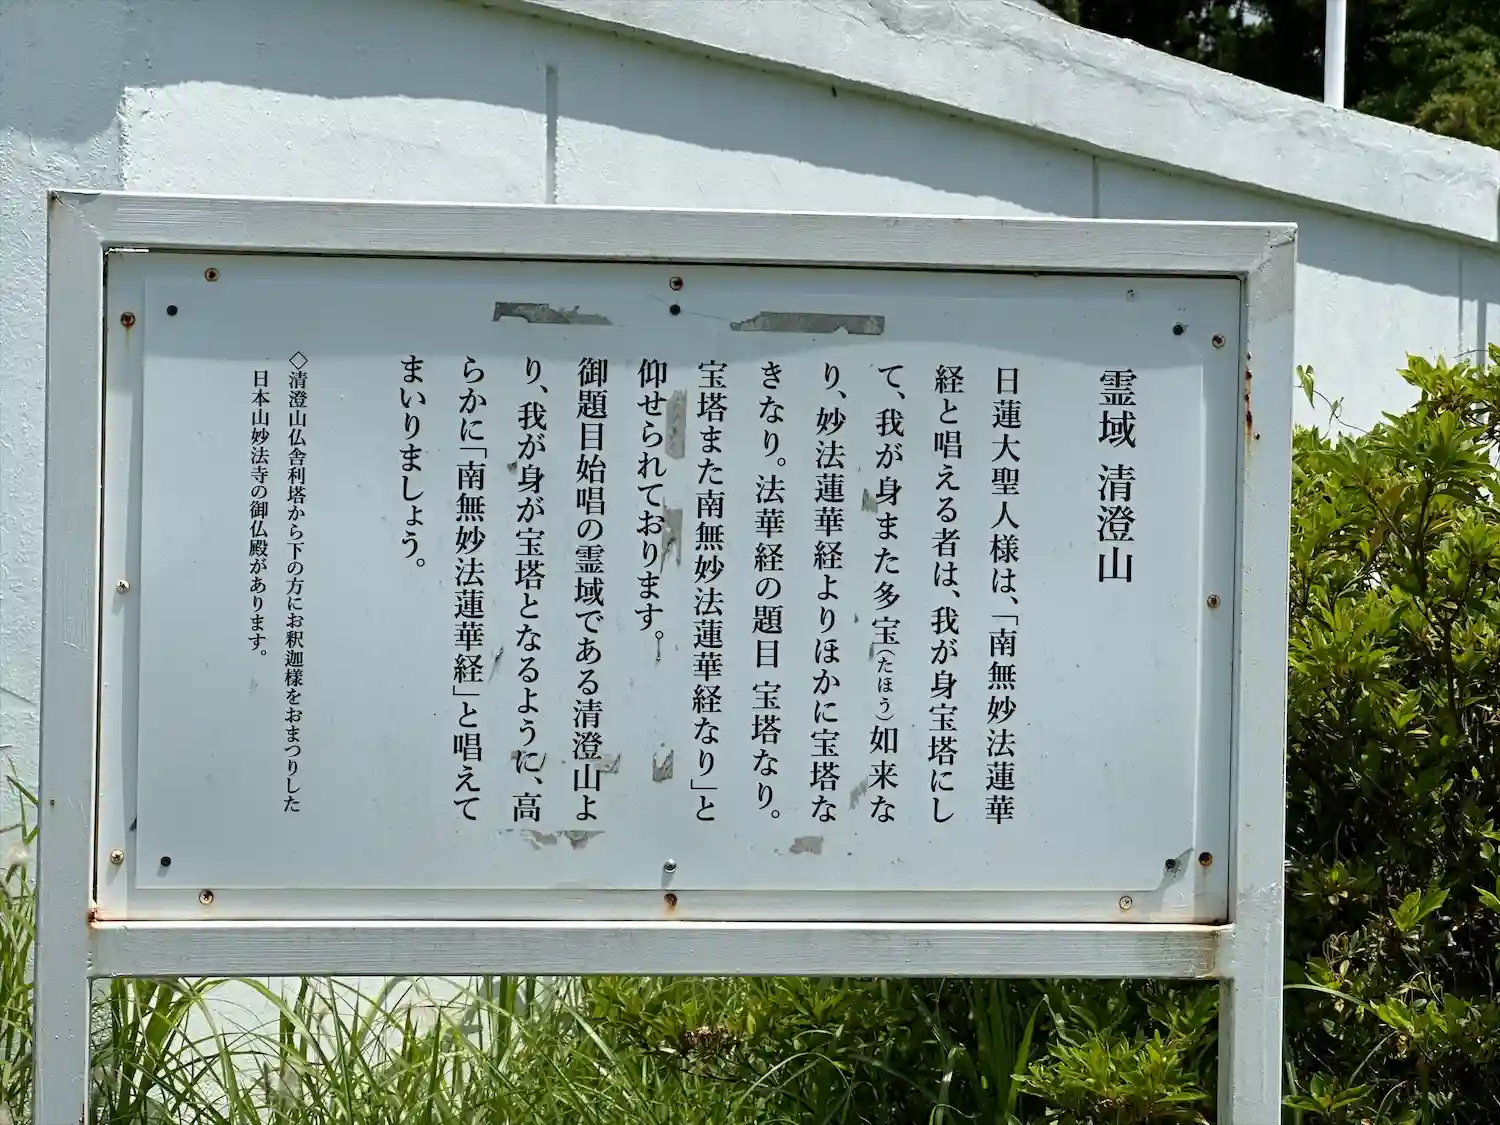 霊域 清澄山
日蓮大聖人様は、「南無妙法蓮華
経と唱える者は、我が身宝塔にし
て、我が身また多宝（たほう）如来な
り、妙法蓮華経よりほかに宝塔な
きなり。法華経の題目 宝塔なり。
宝塔また南無妙法蓮華経なり」と
仰せられております。
御題目始唱の霊域である清澄山よ
り、我が身が宝塔となるように、高
らかに「南無妙法蓮華経」と唱えて
まいりましょう。
◇清澄山仏舎利塔から下の方にお釈迦様をおまつりした
日本山妙法寺の御仏殿があります。